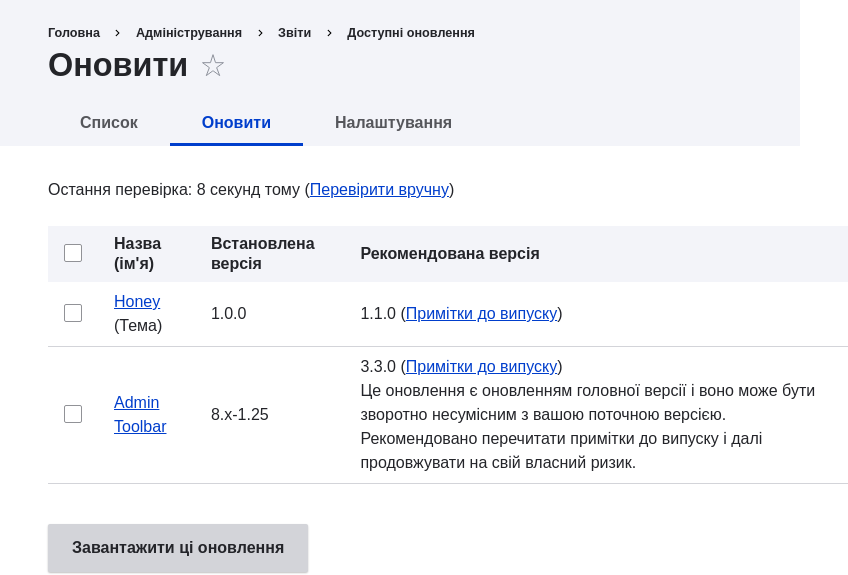 Головна › Адміністрування › Звіти › Доступні оновлення
Оновити ☆
Список Оновити Налаштування
Остання перевірка: 8 секунд тому (Перевірити вручну)
Назва (ім'я) Встановлена версія Рекомендована версія
Honey (Тема) 1.0.0 1.1.0 (Примітки до випуску)
Admin Toolbar 8.x-1.25 3.3.0 (Примітки до випуску)
Це оновлення є оновленням головної версії і воно може бути
зворотно несумісним з вашою поточною версією.
Рекомендовано перечитати примітки до випуску і далі
продовжувати на свій власний ризик.
Завантажити ці оновлення